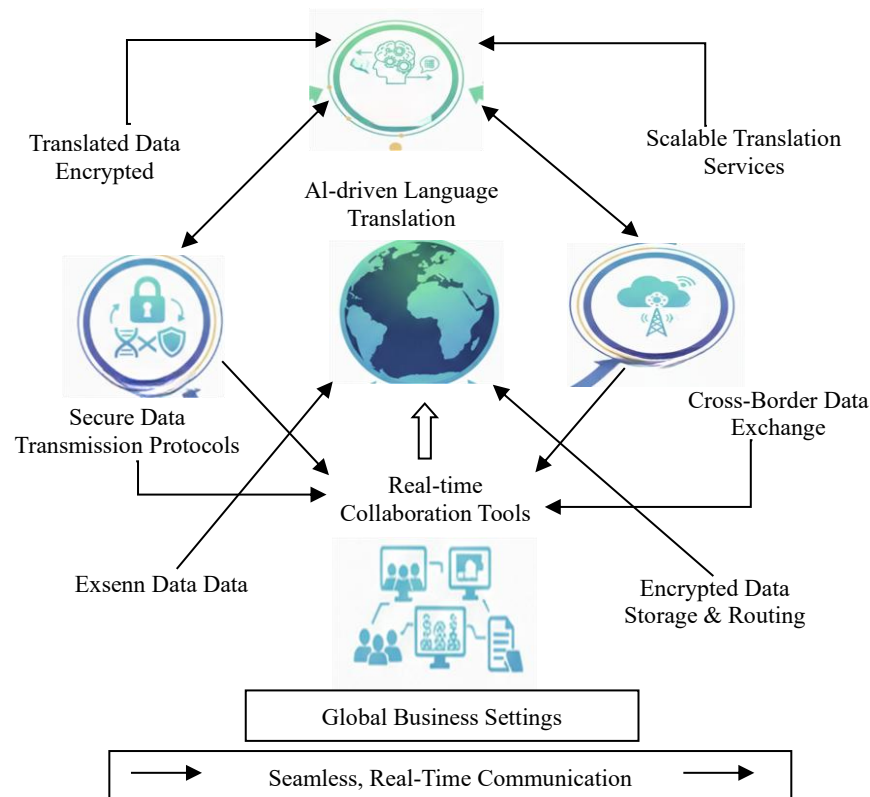 Translated Data
Encrypted
Scalable Translation
Services
AI-driven Language
Translation
Secure Data
Transmission Protocols
Cross-Border Data
Exchange
Real-time
Collaboration Tools
Exsenn Data Data
Encrypted Data
Storage & Routing
Global Business Settings
Seamless, Real-Time Communication